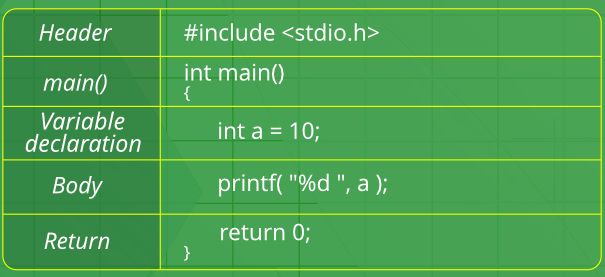 Header
#include <stdio.h>
main()
int main()
{
Variable
declaration
int a = 10;
Body
printf( "%d ", a );
Return
return 0;
}